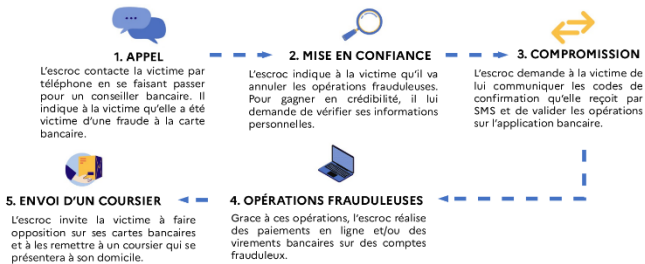 1. APPEL
L'escroc contacte la victime par
téléphone en se faisant passer
pour un conseiller bancaire. Il
indique à la victime qu'elle a été
victime d'une fraude à la carte
bancaire.
2. MISE EN CONFIANCE
L'escroc indique à la victime qu'il va
annuler les opérations frauduleuses.
Pour gagner en crédibilité, il lui
demande de vérifier ses informations
personnelles.
3. COMPROMISSION
L'escroc demande à la victime de
lui communiquer les codes de
confirmation qu'elle reçoit par
SMS et de valider les opérations
sur l'application bancaire.
4. OPÉRATIONS FRAUDULEUSES
Grace à ces opérations, l'escroc réalise
des paiements en ligne et/ou des
virements bancaires sur des comptes
frauduleux.
5. ENVOI D'UN COURSIER
L'escroc invite la victime à faire
opposition sur ses cartes bancaires
et à les remettre à un coursier qui se
présentera à son domicile.